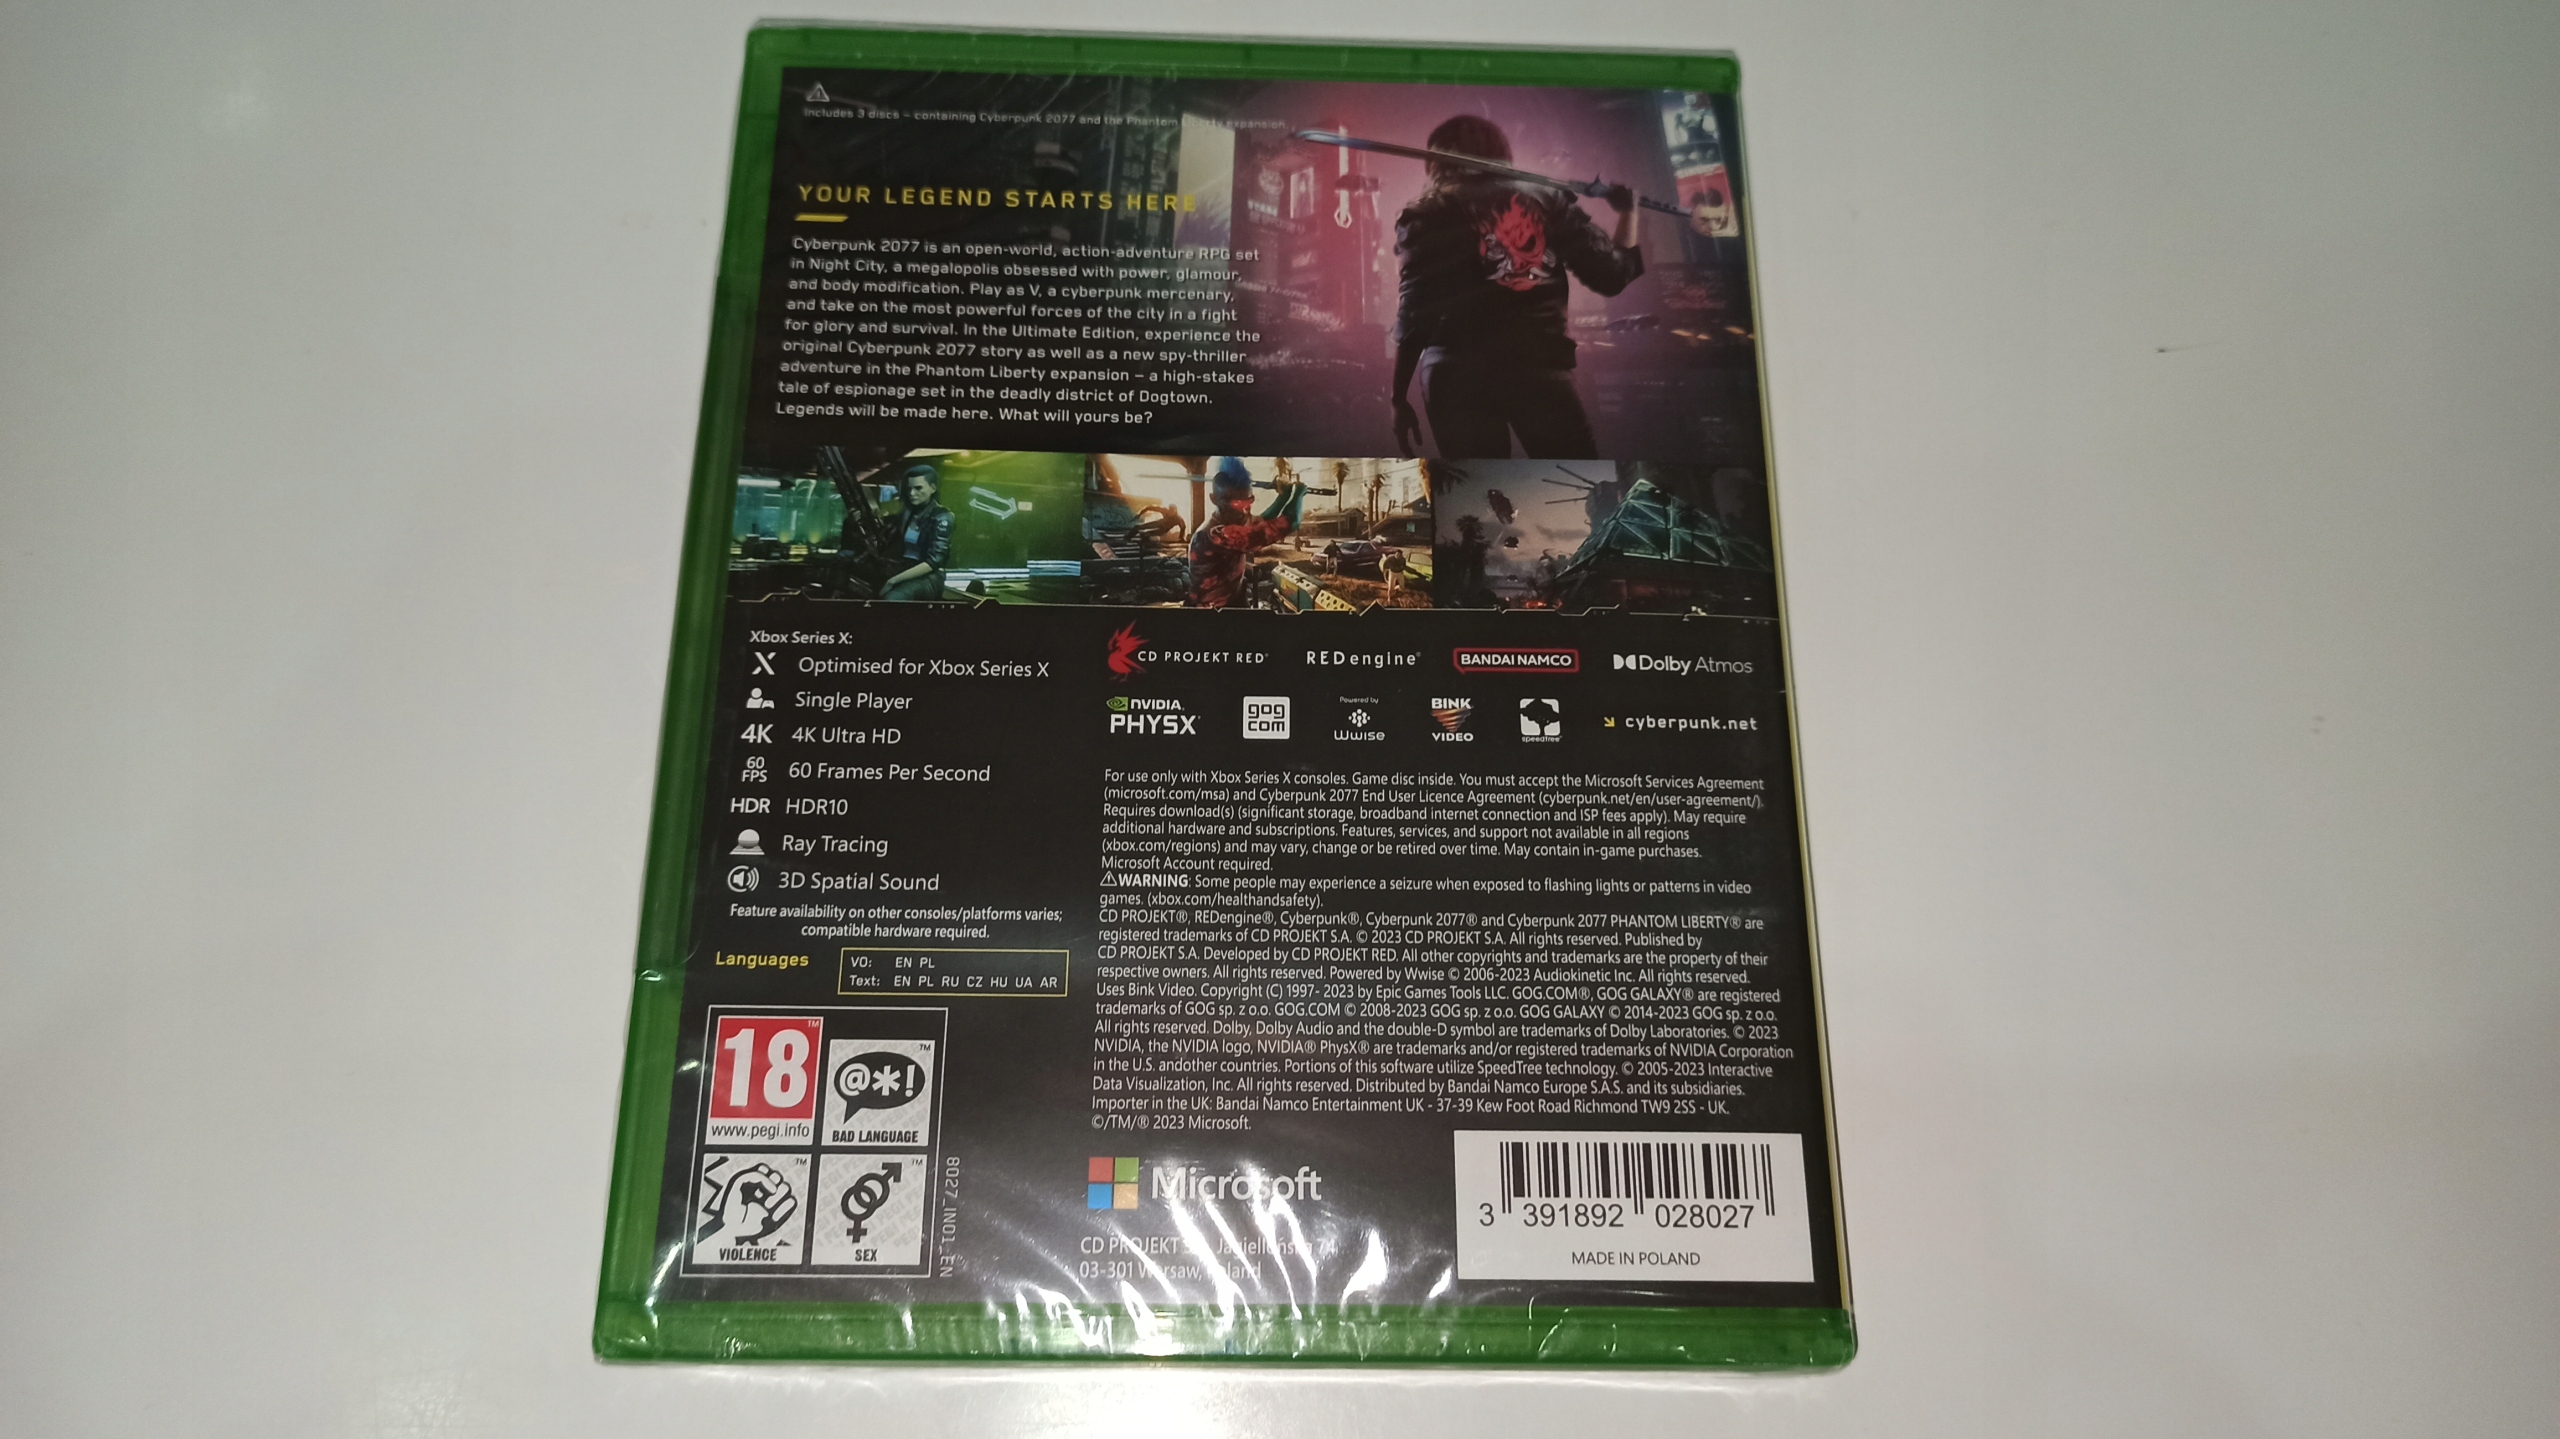 Includes 3 discs – containing Cyberpunk 2077 and the Phantom Liberty expansion.
YOUR LEGEND STARTS HERE
Cyberpunk 2077 is an open-world, action-adventure RPG set
in Night City, a megalopolis obsessed with power, glamour,
and body modification. Play as V, a cyberpunk mercenary,
and take on the most powerful forces of the city in a fight
for glory and survival. In the Ultimate Edition, experience the
original Cyberpunk 2077 story as well as a new spy-thriller
adventure in the Phantom Liberty expansion – a high-stakes
tale of espionage set in the deadly district of Dogtown.
Legends will be made here. What will yours be?
Xbox Series X:
X Optimised for Xbox Series X
Single Player
4K 4K Ultra HD
60 FPS 60 Frames Per Second
HDR HDR10
Ray Tracing
3D Spatial Sound
Feature availability on other consoles/platforms varies;
compatible hardware required.
Languages
VO: EN PL
Text: EN PL RU CZ HU UA AR
18™
www.pegi.info
@*!™
BAD LANGUAGE
™
VIOLENCE
™
SEX
8027_IND1_EN
CD PROJEKT RED® REDengine® BANDAI NAMCO Dolby Atmos
NVIDIA. PHYSX® gog com Powered by Wwise BINK VIDEO speedtree® cyberpunk.net
For use only with Xbox Series X consoles. Game disc inside. You must accept the Microsoft Services Agreement
(microsoft.com/msa) and Cyberpunk 2077 End User Licence Agreement (cyberpunk.net/en/user-agreement/).
Requires download(s) (significant storage, broadband internet connection and ISP fees apply). May require
additional hardware and subscriptions. Features, services, and support not available in all regions
(xbox.com/regions) and may vary, change or be retired over time. May contain in-game purchases.
Microsoft Account required.
⚠WARNING: Some people may experience a seizure when exposed to flashing lights or patterns in video
games. (xbox.com/healthandsafety).
CD PROJEKT®, REDengine®, Cyberpunk®, Cyberpunk 2077® and Cyberpunk 2077 PHANTOM LIBERTY® are
registered trademarks of CD PROJEKT S.A. © 2023 CD PROJEKT S.A. All rights reserved. Published by
CD PROJEKT S.A. Developed by CD PROJEKT RED. All other copyrights and trademarks are the property of their
respective owners. All rights reserved. Powered by Wwise © 2006-2023 Audiokinetic Inc. All rights reserved.
Uses Bink Video. Copyright (C) 1997- 2023 by Epic Games Tools LLC. GOG.COM®, GOG GALAXY® are registered
trademarks of GOG sp. z o.o. GOG.COM © 2008-2023 GOG sp. z o.o. GOG GALAXY © 2014-2023 GOG sp. z o.o.
All rights reserved. Dolby, Dolby Audio and the double-D symbol are trademarks of Dolby Laboratories. © 2023
NVIDIA, the NVIDIA logo, NVIDIA® PhysX® are trademarks and/or registered trademarks of NVIDIA Corporation
in the U.S. andother countries. Portions of this software utilize SpeedTree technology. © 2005-2023 Interactive
Data Visualization, Inc. All rights reserved. Distributed by Bandai Namco Europe S.A.S. and its subsidiaries.
Importer in the UK: Bandai Namco Entertainment UK - 37-39 Kew Foot Road Richmond TW9 2SS - UK.
©/TM/® 2023 Microsoft.
Microsoft
CD PROJEKT 74
03-301 Warsaw, Poland
3 391892 028027
MADE IN POLAND